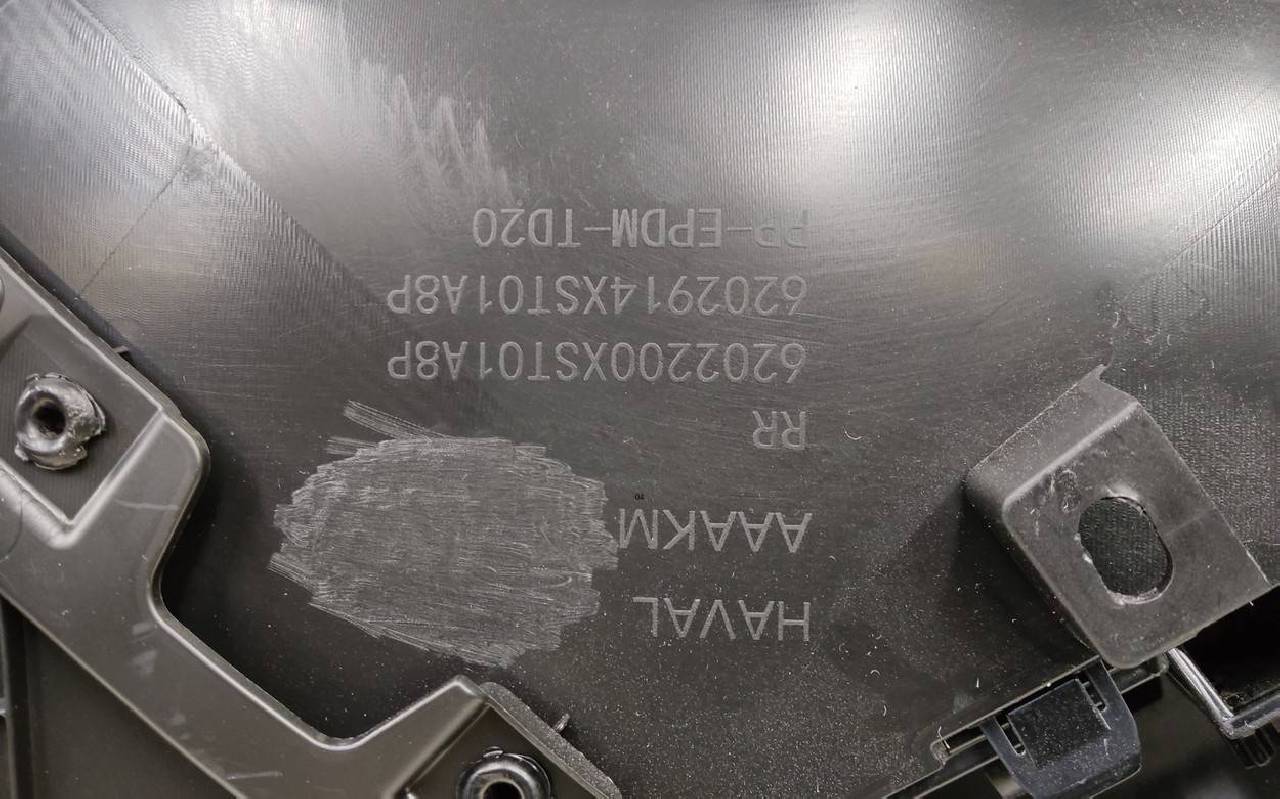 HAVAL
AAAKM
RR
6202200XST01A8P
6202914XST01A8P
PP-EPDM-TD20